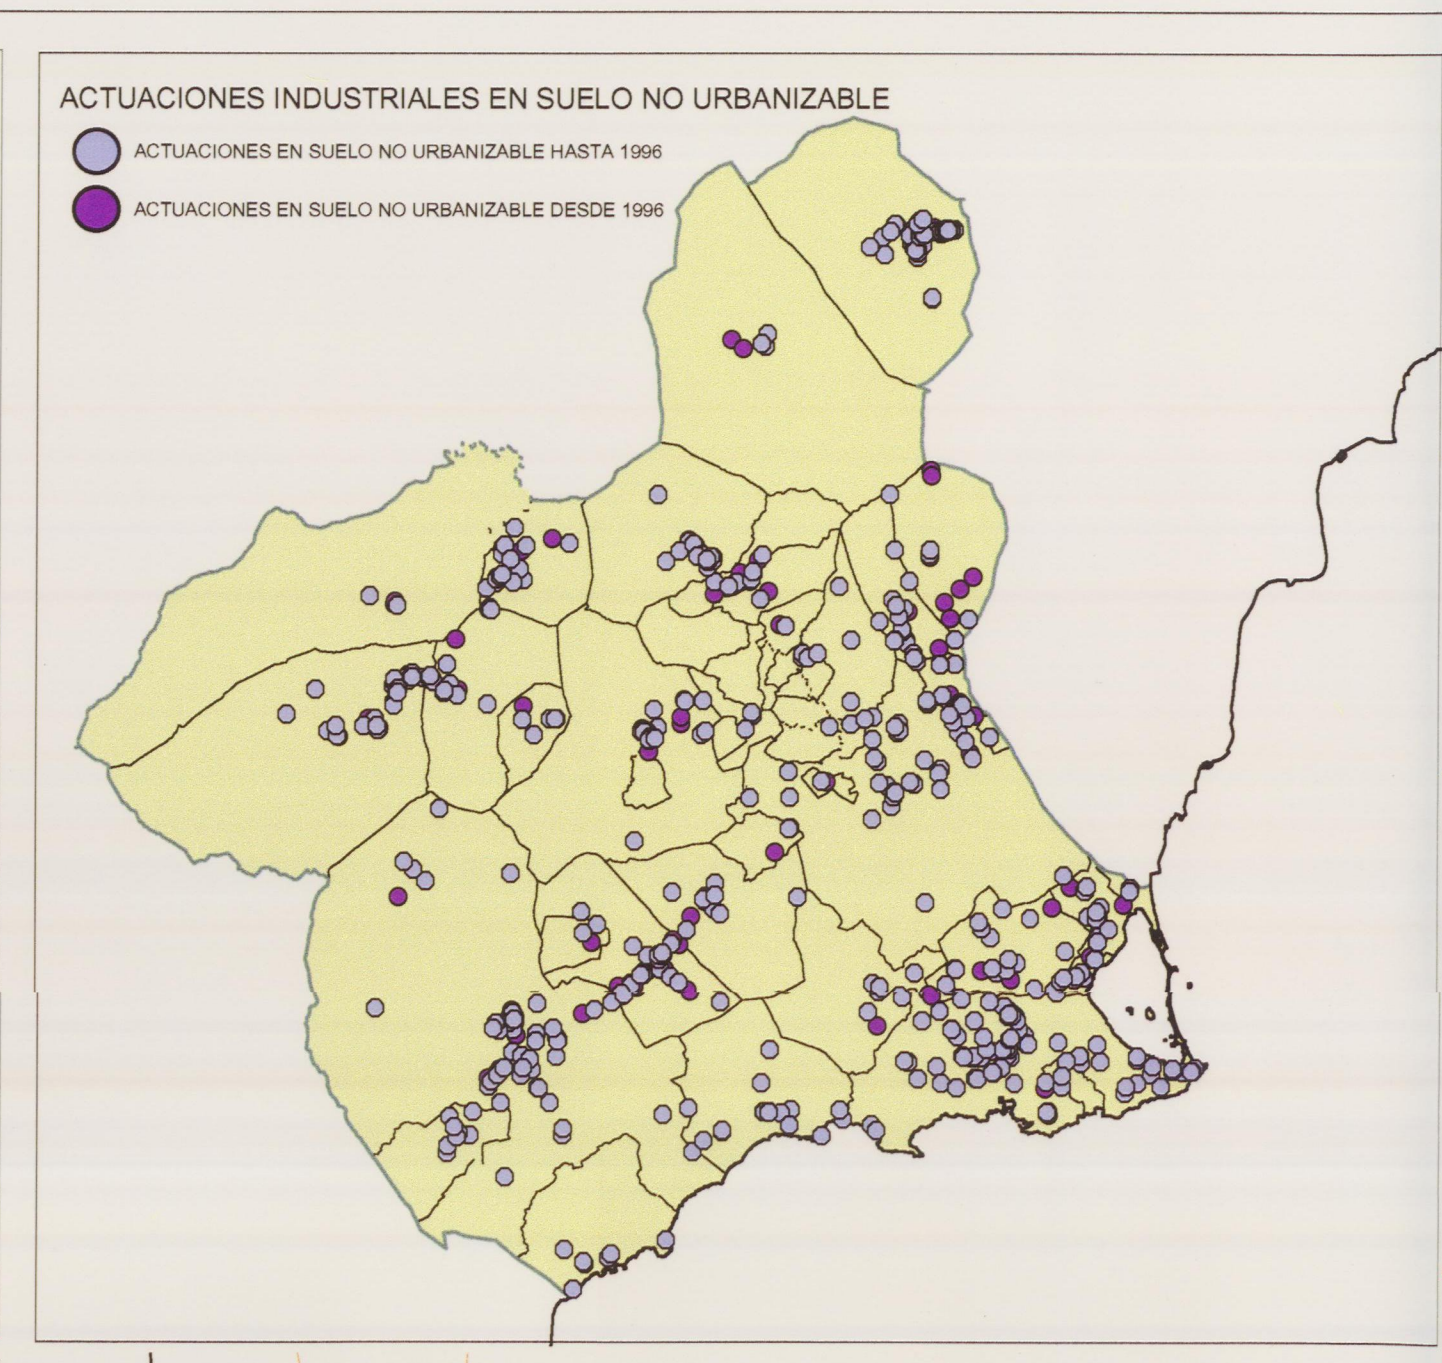 ACTUACIONES INDUSTRIALES EN SUELO NO URBANIZABLE
ACTUACIONES EN SUELO NO URBANIZABLE HASTA 1996
ACTUACIONES EN SUELO NO URBANIZABLE DESDE 1996